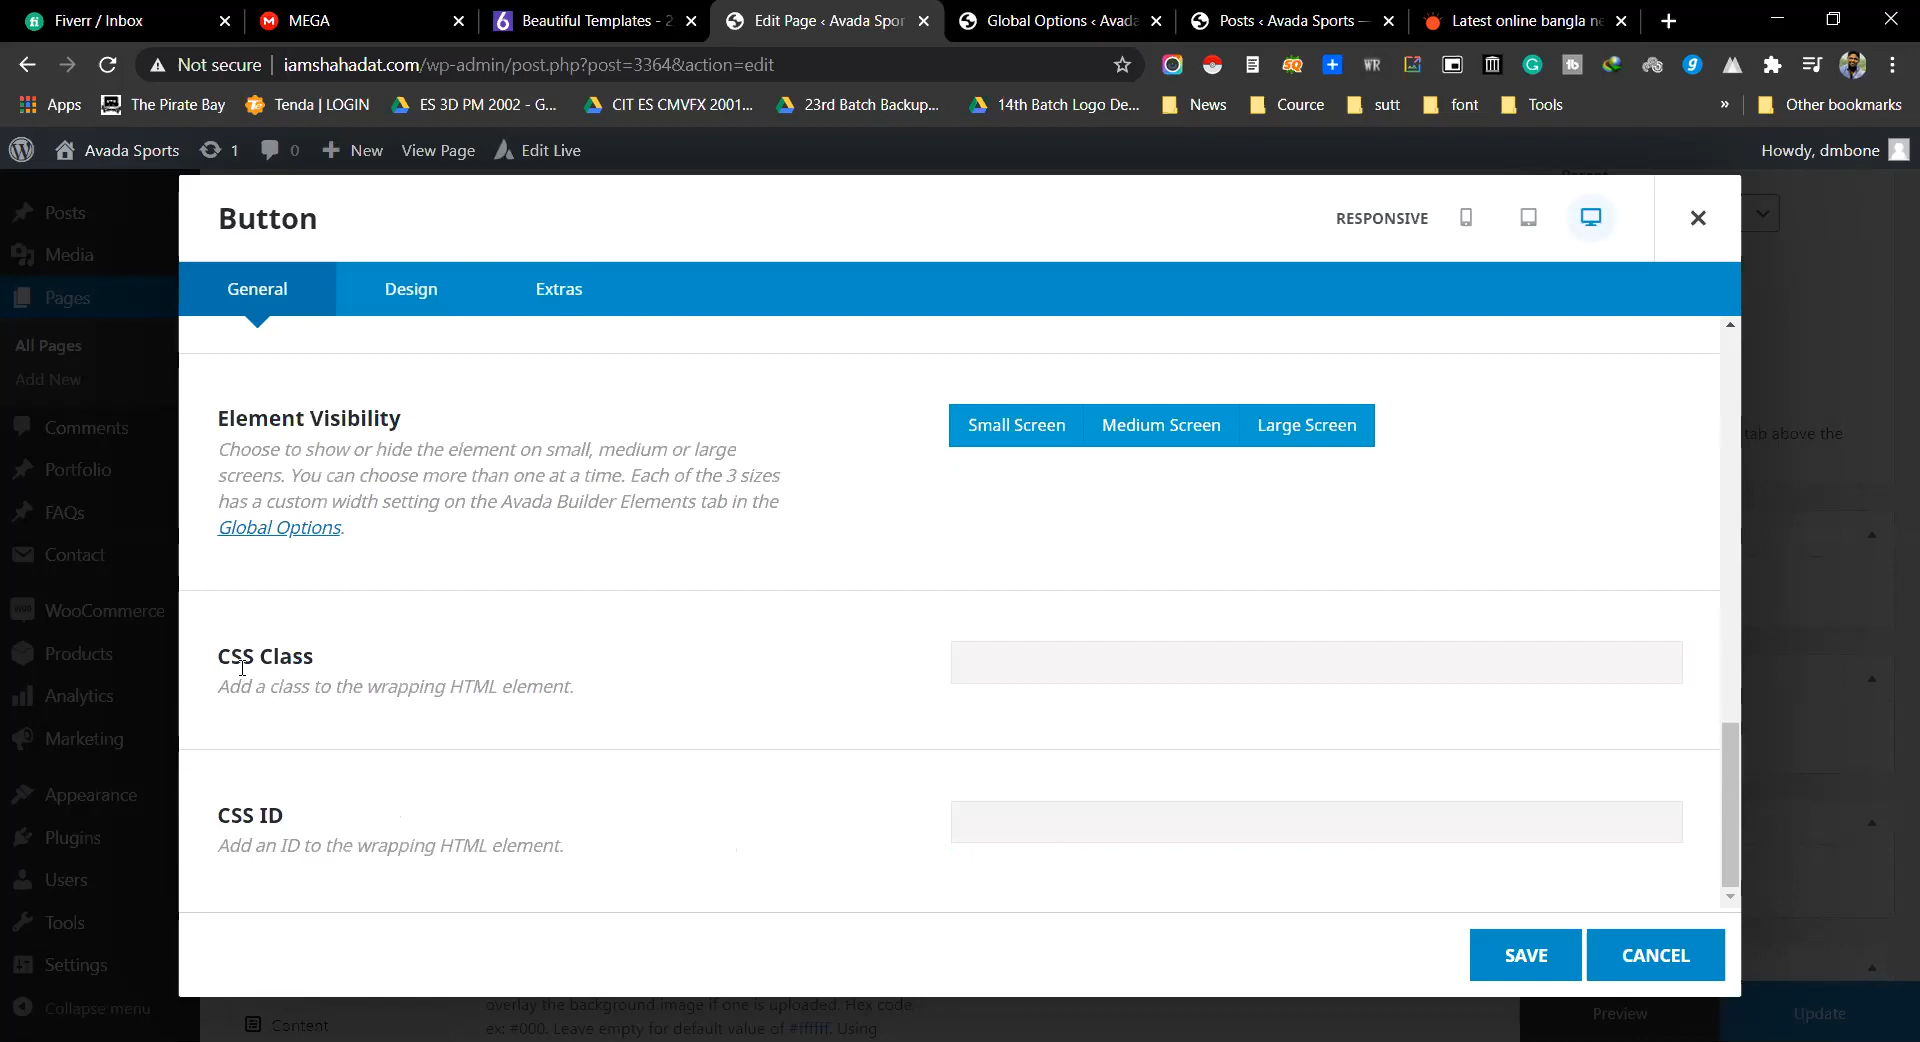 Fiverr / Inbox
MEGA
Beautiful Templates - 2
Edit Page ‹ Avada Spor
Global Options ‹ Avada
Posts ‹ Avada Sports —
Latest online bangla ne
Not secure
iamshahadat.com/wp-admin/post.php?post=3364&action=edit
Apps
The Pirate Bay
Tenda | LOGIN
ES 3D PM 2002 - G...
CIT ES CMVFX 2001...
23rd Batch Backup...
14th Batch Logo De...
News
Cource
sutt
font
Tools
»
Other bookmarks
Avada Sports
1
0
New
View Page
Edit Live
Howdy, dmbone
Posts
Media
Pages
All Pages
Add New
Comments
Portfolio
FAQs
Contact
WooCommerce
Products
Analytics
Marketing
Appearance
Plugins
Users
Tools
Settings
Collapse menu
Button
RESPONSIVE
General
Design
Extras
Element Visibility
Choose to show or hide the element on small, medium or large
screens. You can choose more than one at a time. Each of the 3 sizes
has a custom width setting on the Avada Builder Elements tab in the
Global Options.
Small Screen
Medium Screen
Large Screen
CSS Class
Add a class to the wrapping HTML element.
CSS ID
Add an ID to the wrapping HTML element.
SAVE
CANCEL
tab above the
overlay the background image if one is uploaded. Hex code
ex: #000. Leave empty for default value of #ffffff. Using
Content
Preview
Update